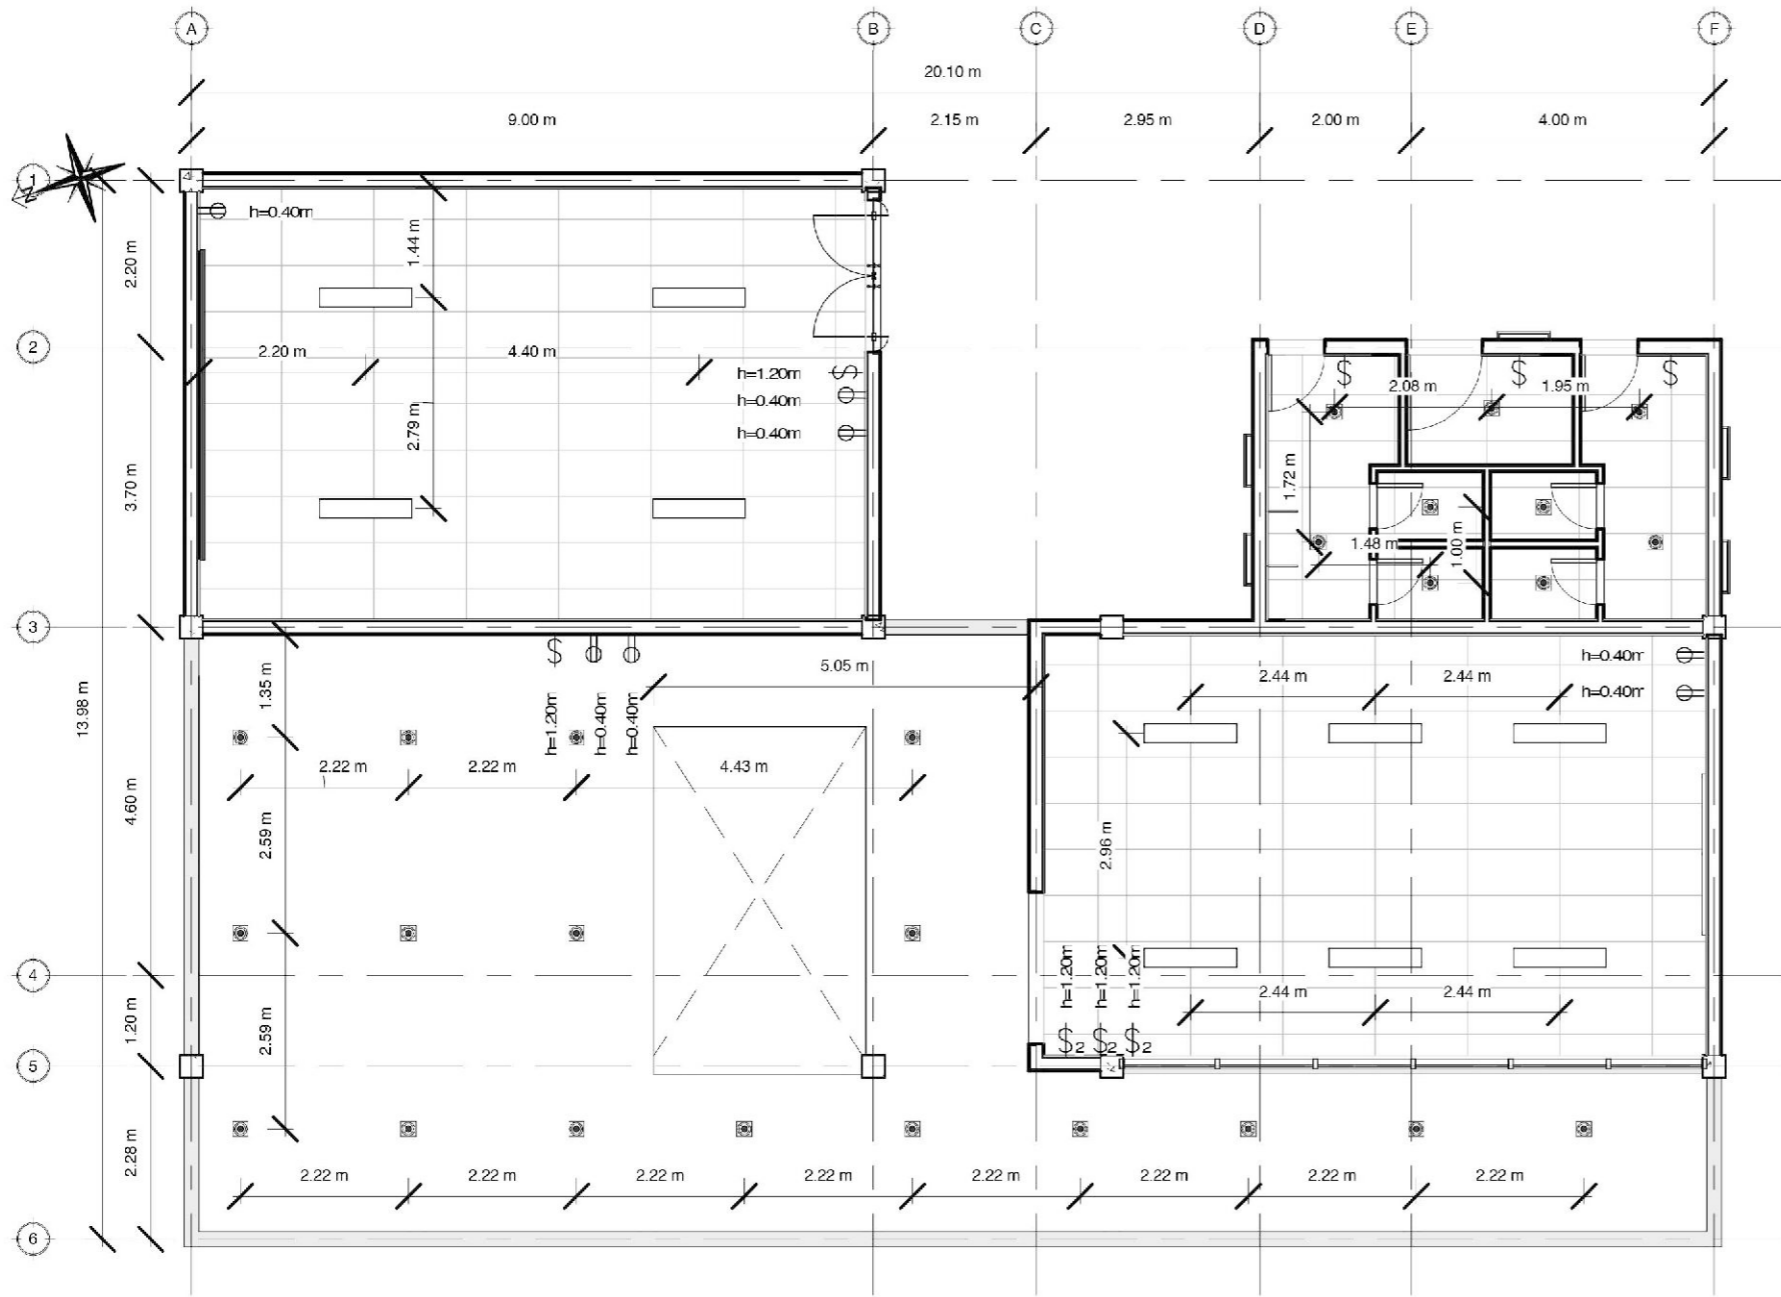 A B C D E F
20.10 m
9.00 m 2.15 m 2.95 m 2.00 m 4.00 m
N
1
h=0.40m
1.44 m
2.20 m
2
2.20 m 4.40 m
h=1.20m $
h=0.40m
h=0.40m
2.79 m
3.70 m
$ $ $
2.08 m 1.95 m
1.72 m
1.48 m
1.00 m
3
$
h=1.20m
h=0.40m
h=0.40m
5.05 m
h=0.40m
h=0.40m
2.44 m 2.44 m
1.35 m
13.98 m
2.22 m 2.22 m 4.43 m
4.60 m
2.59 m
2.96 m
4
h=1.20m
h=1.20m
h=1.20m
2.44 m 2.44 m
1.20 m
2.59 m
$2 $2 $2
5
2.28 m
2.22 m 2.22 m 2.22 m 2.22 m 2.22 m 2.22 m 2.22 m 2.22 m
6